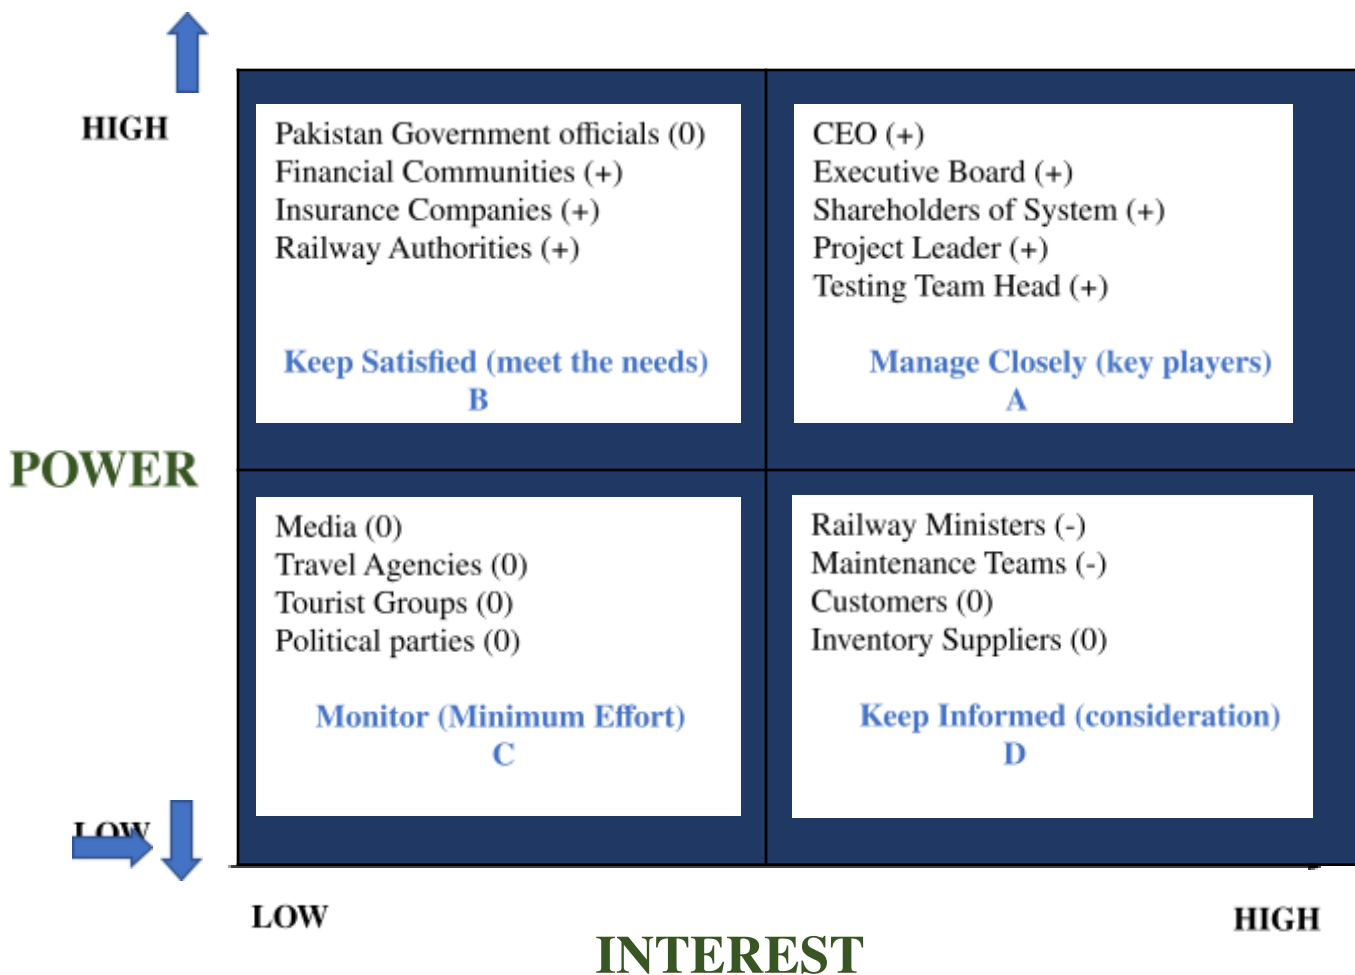 HIGH
Pakistan Government officials (0)
Financial Communities (+)
Insurance Companies (+)
Railway Authorities (+)
Keep Satisfied (meet the needs)
B
CEO (+)
Executive Board (+)
Shareholders of System (+)
Project Leader (+)
Testing Team Head (+)
Manage Closely (key players)
A
POWER
Media (0)
Travel Agencies (0)
Tourist Groups (0)
Political parties (0)
Monitor (Minimum Effort)
C
Railway Ministers (-)
Maintenance Teams (-)
Customers (0)
Inventory Suppliers (0)
Keep Informed (consideration)
D
LOW
LOW
HIGH
INTEREST